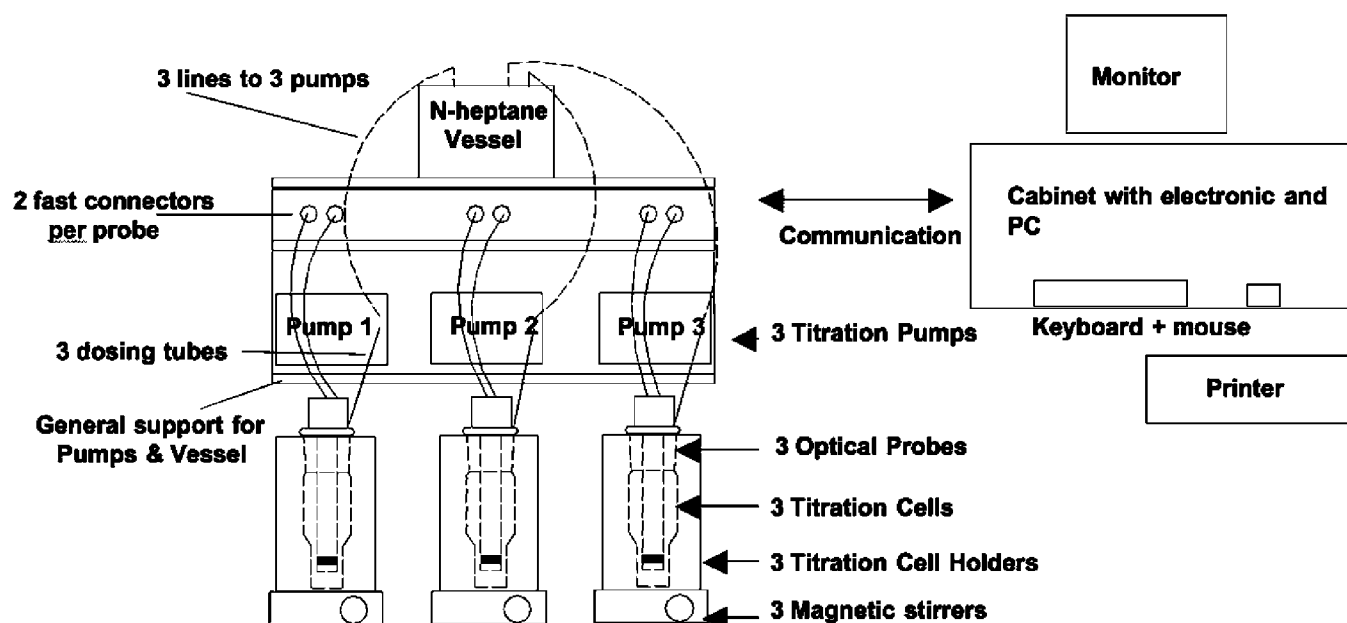 3 lines to 3 pumps
N-heptane
Vessel
Monitor
2 fast connectors
per probe
Communication
Cabinet with electronic and
PC
Pump 1
Pump 2
Pump 3
3 Titration Pumps
Keyboard + mouse
3 dosing tubes
Printer
General support for
Pumps & Vessel
3 Optical Probes
3 Titration Cells
3 Titration Cell Holders
3 Magnetic stirrers